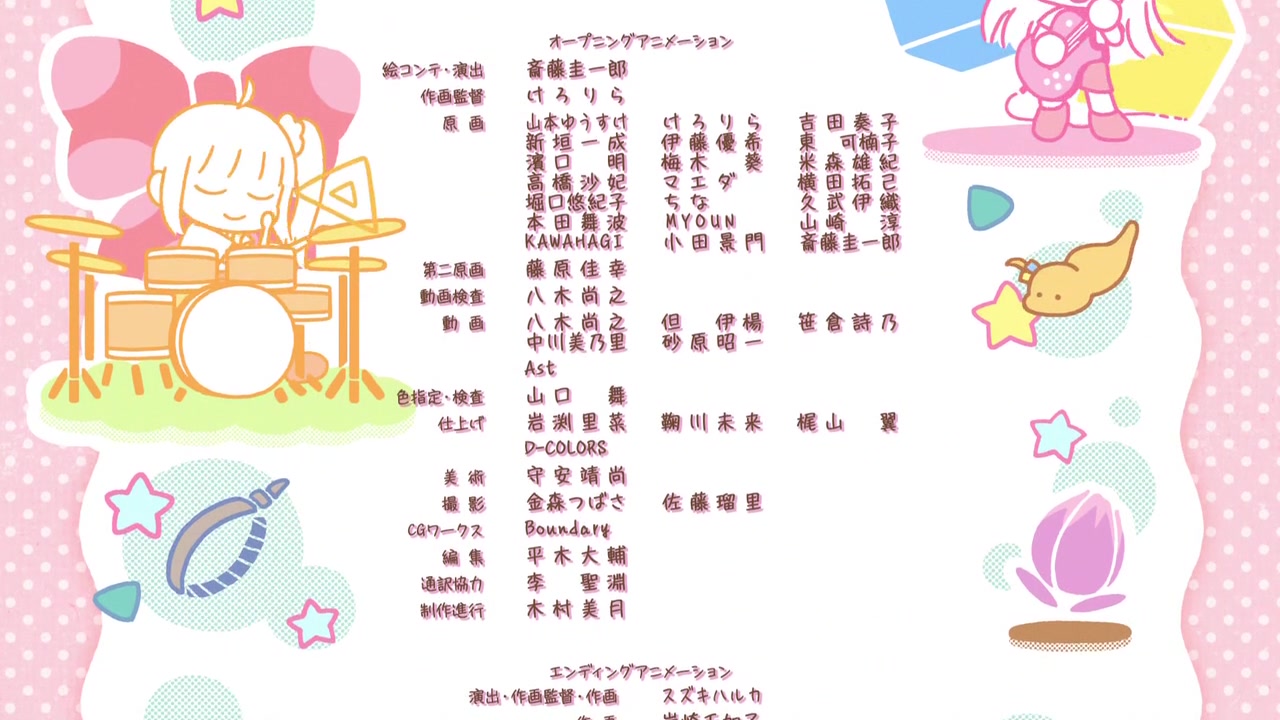 オープニングアニメーション
絵コンテ・演出 斎藤圭一郎
作画監督 けろりら
原画 山本ゆうすけ けろりら 吉田奏子
新垣一成 伊藤優希 東 可楠子
濱口 明 梅木 葵 米森雄紀
高橋沙妃 マエダ 横田拓己
堀口悠紀子 ちな 久武伊織
本田舞波 MYOUN 山崎 淳
KAWAHAGI 小田景門 斎藤圭一郎
第二原画 藤原佳幸
動画検査 八木尚之
動画 八木尚之 但 伊楊 笹倉詩乃
中川美乃里 砂原昭一
Ast
色指定・検査 山口 舞
仕上げ 岩渕里菜 鞠川未来 梶山 翼
D-COLORS
美術 守安靖尚
撮影 金森つばさ 佐藤瑠里
CGワークス Boundary
編集 平木大輔
通訳協力 李 聖淵
制作進行 木村美月
エンディングアニメーション
演出・作画監督・作画 スズキハルカ